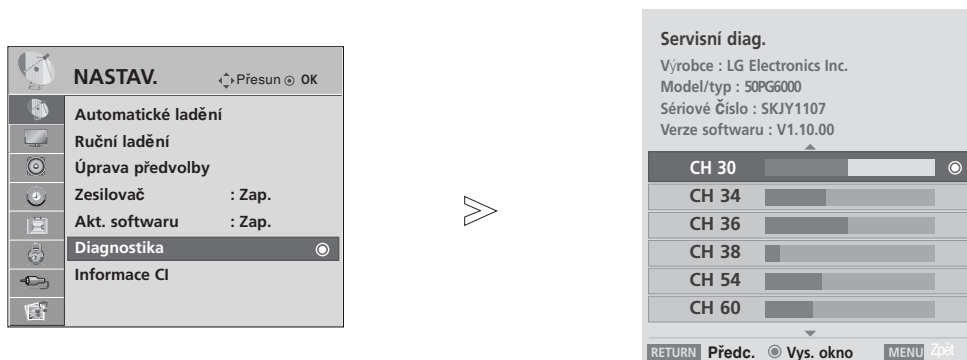 NASTAV.
Přesun OK
Automatické ladění
Ruční ladění
Úprava předvolby
Zesilovač : Zap.
Akt. softwaru : Zap.
Diagnostika
Informace CI
Servisní diag.
Výrobce : LG Electronics Inc.
Model/typ : 50PG6000
Sériové Číslo : SKJY1107
Verze softwaru : V1.10.00
CH 30
CH 34
CH 36
CH 38
CH 54
CH 60
RETURN Předc. Vys. okno MENU Zpět